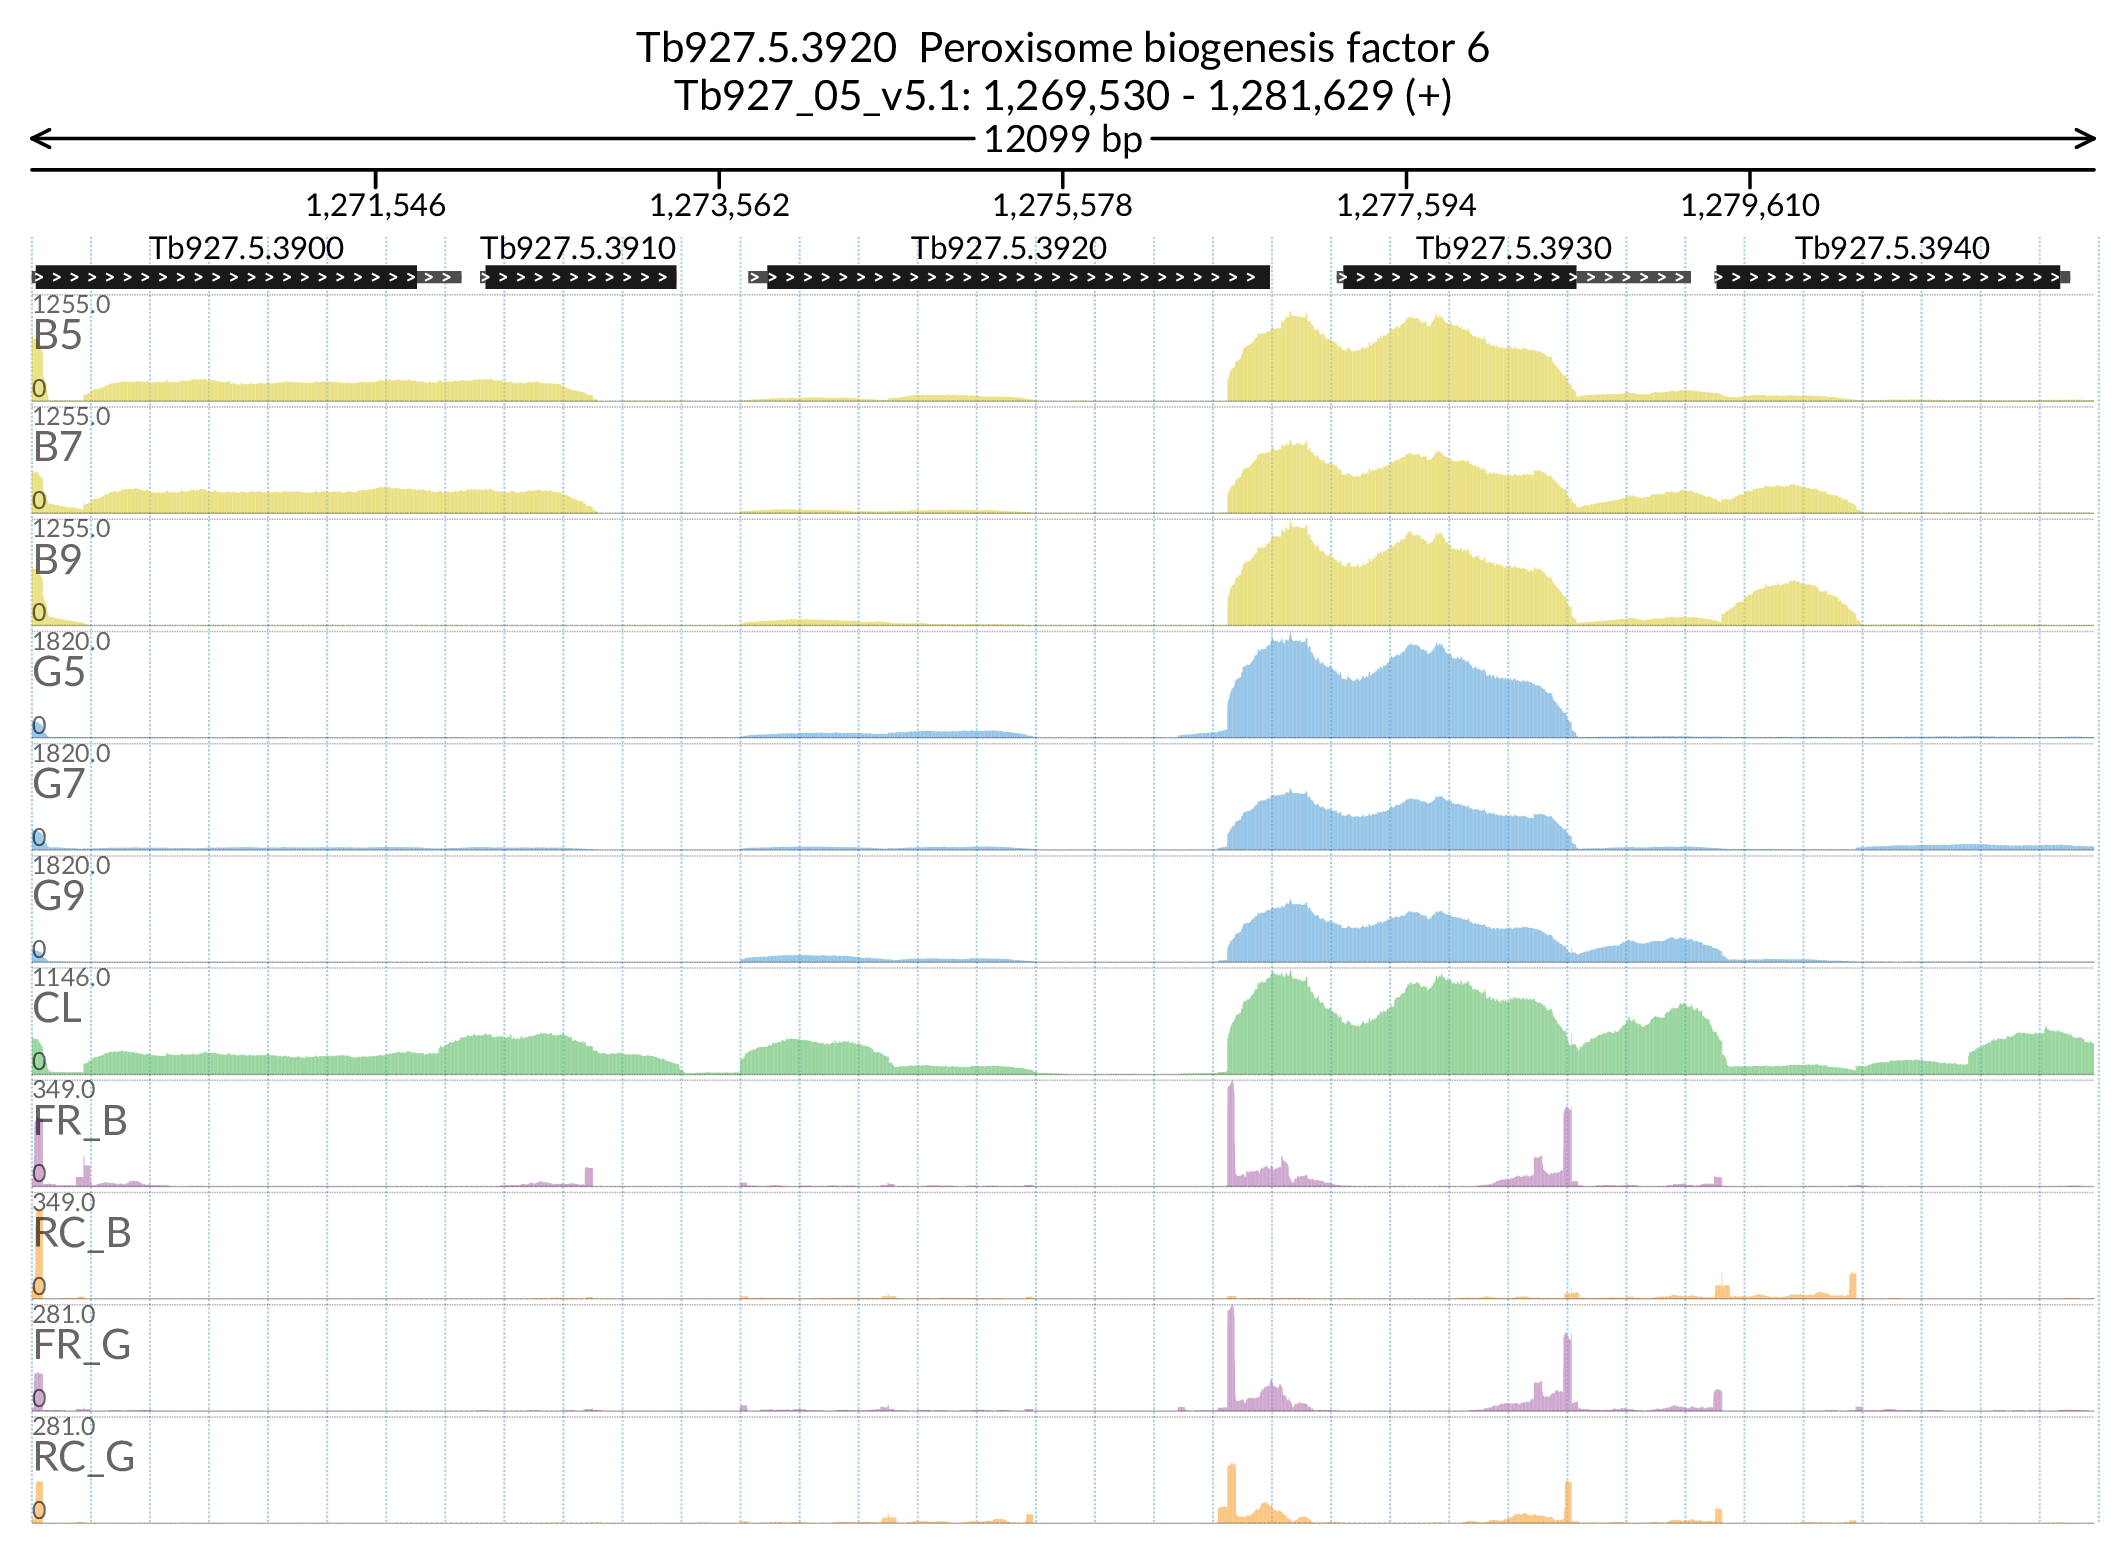 Tb927.5.3920  Peroxisome biogenesis factor 6
Tb927_05_v5.1: 1,269,530 - 1,281,629 (+)
12099 bp
1,271,546 1,273,562 1,275,578 1,277,594 1,279,610
Tb927.5.3900 Tb927.5.3910 Tb927.5.3920 Tb927.5.3930 Tb927.5.3940
1255.0
B5
0
1255.0
B7
0
1255.0
B9
0
1820.0
G5
0
1820.0
G7
0
1820.0
G9
0
1146.0
CL
0
349.0
FR_B
0
349.0
RC_B
0
281.0
FR_G
0
281.0
RC_G
0